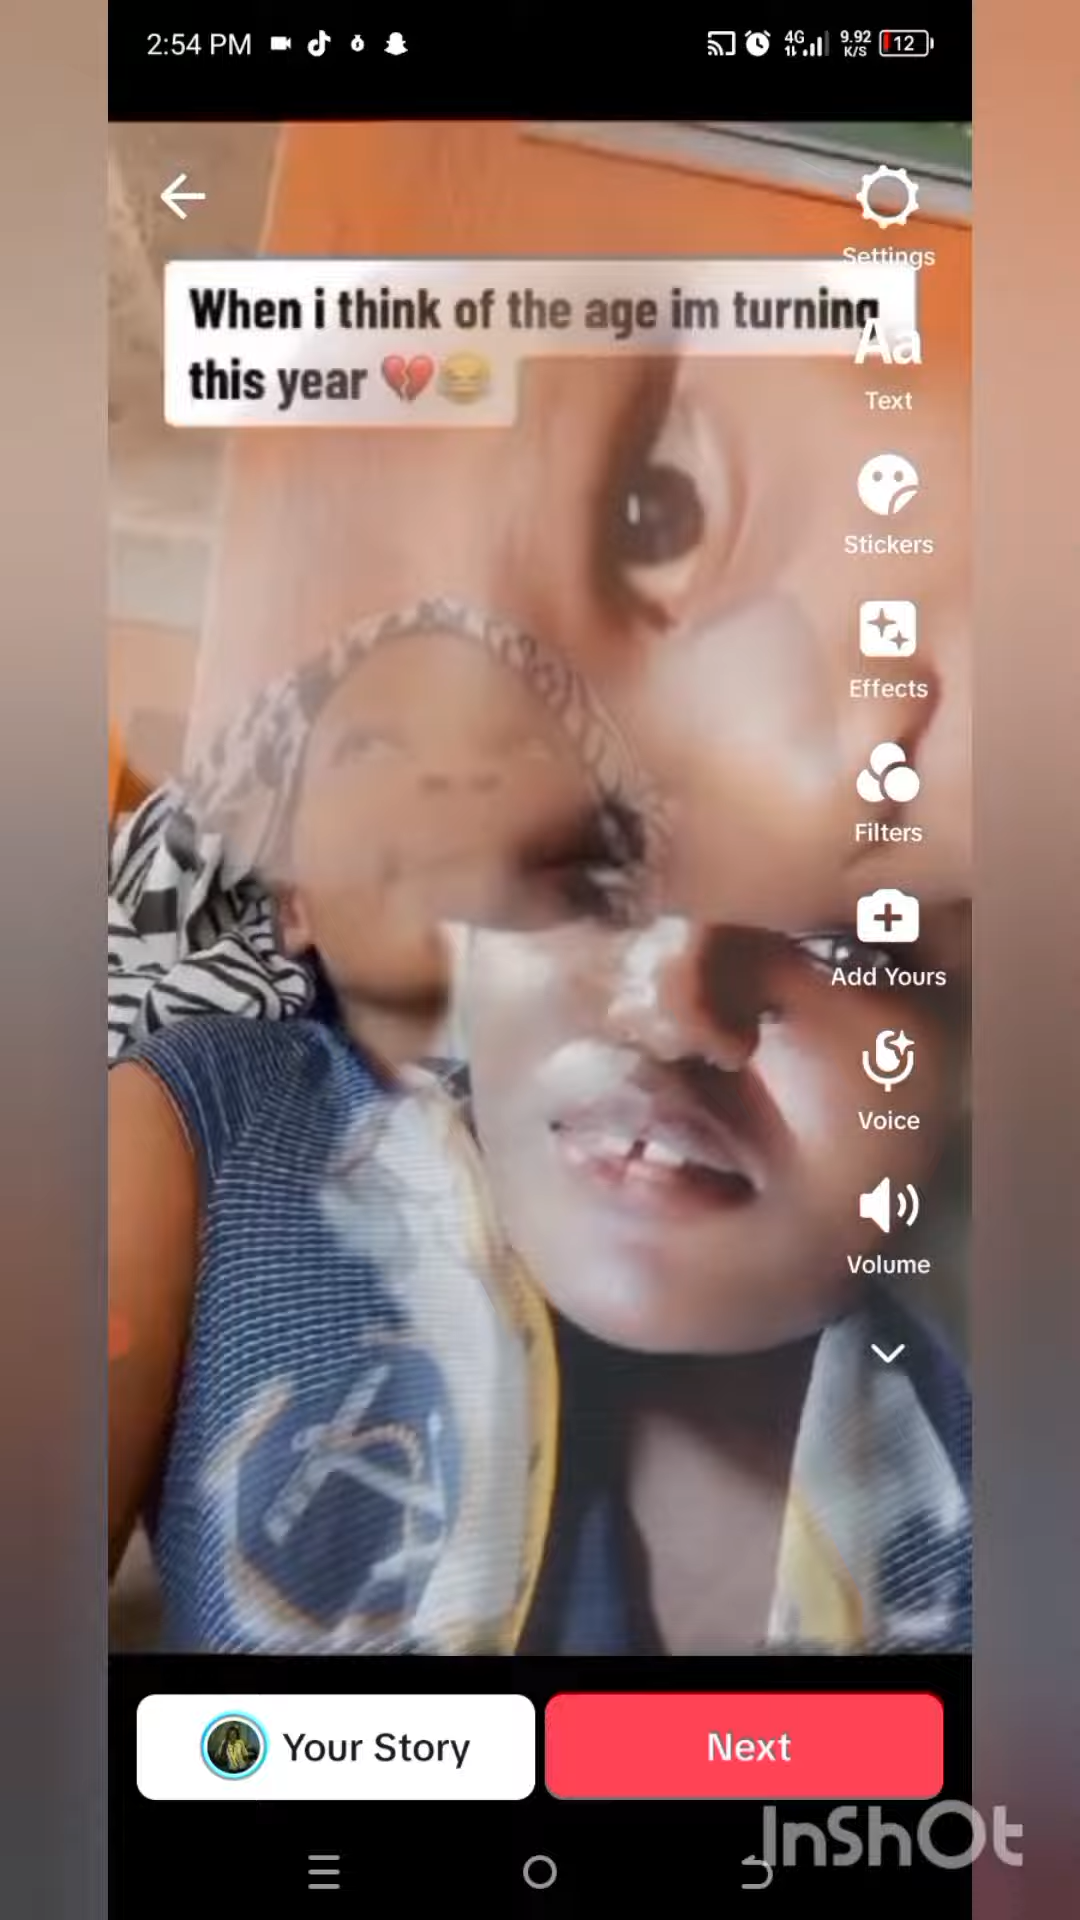 2:54 PM
4G
9.92
K/S
12
Settings
When i think of the age im turning
this year 💔😂
Aa
Text
Stickers
Effects
Filters
Add Yours
Voice
Volume
Your Story
Next
InShOt